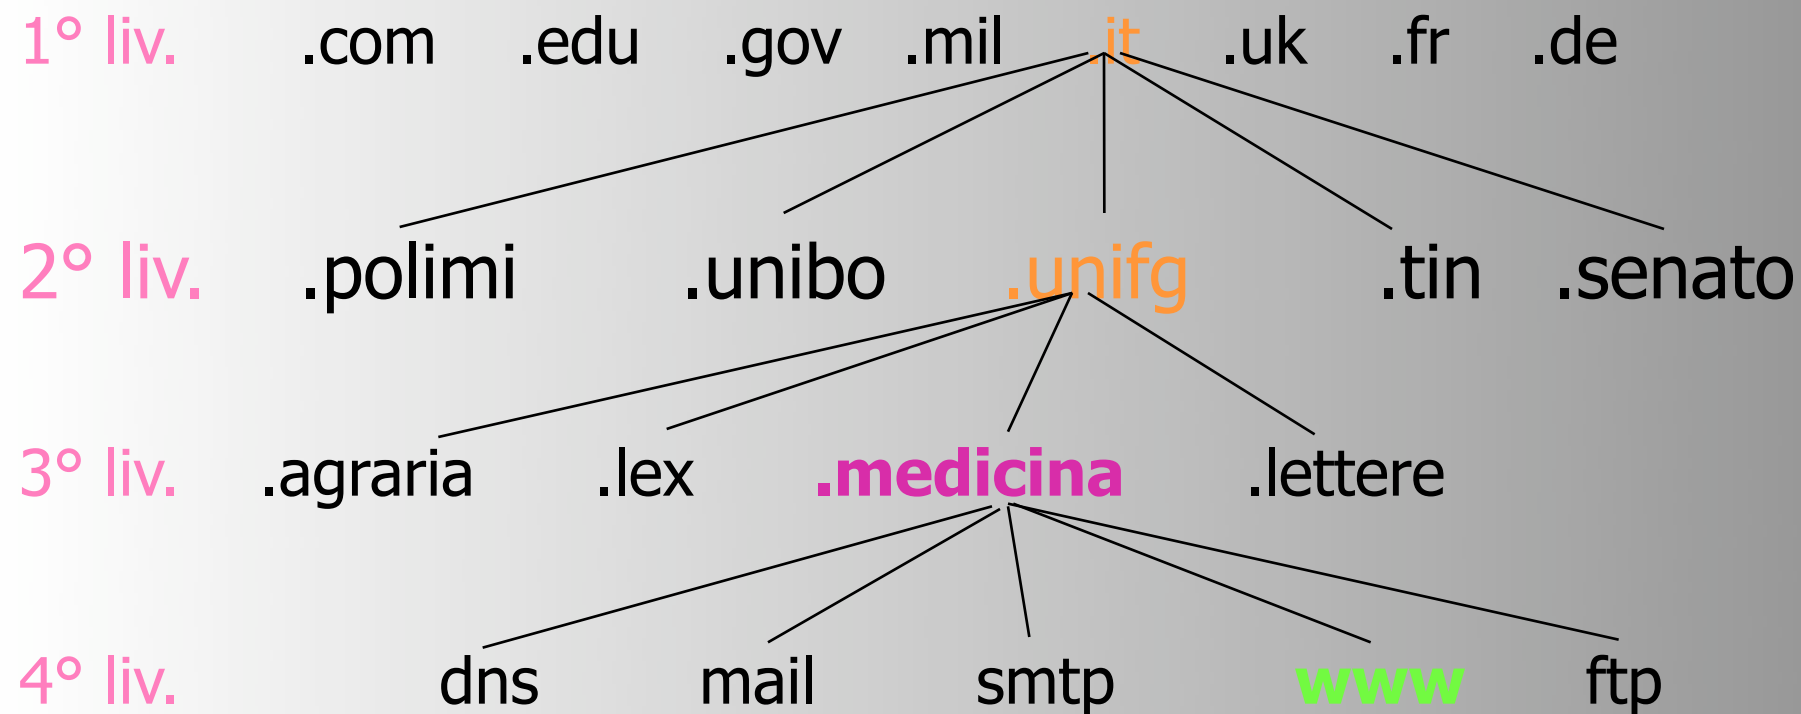 1° liv. .com .edu .gov .mil .it .uk .fr .de
2° liv. .polimi .unibo .unifg .tin .senato
3° liv. .agraria .lex .medicina .lettere
4° liv. dns mail smtp www ftp